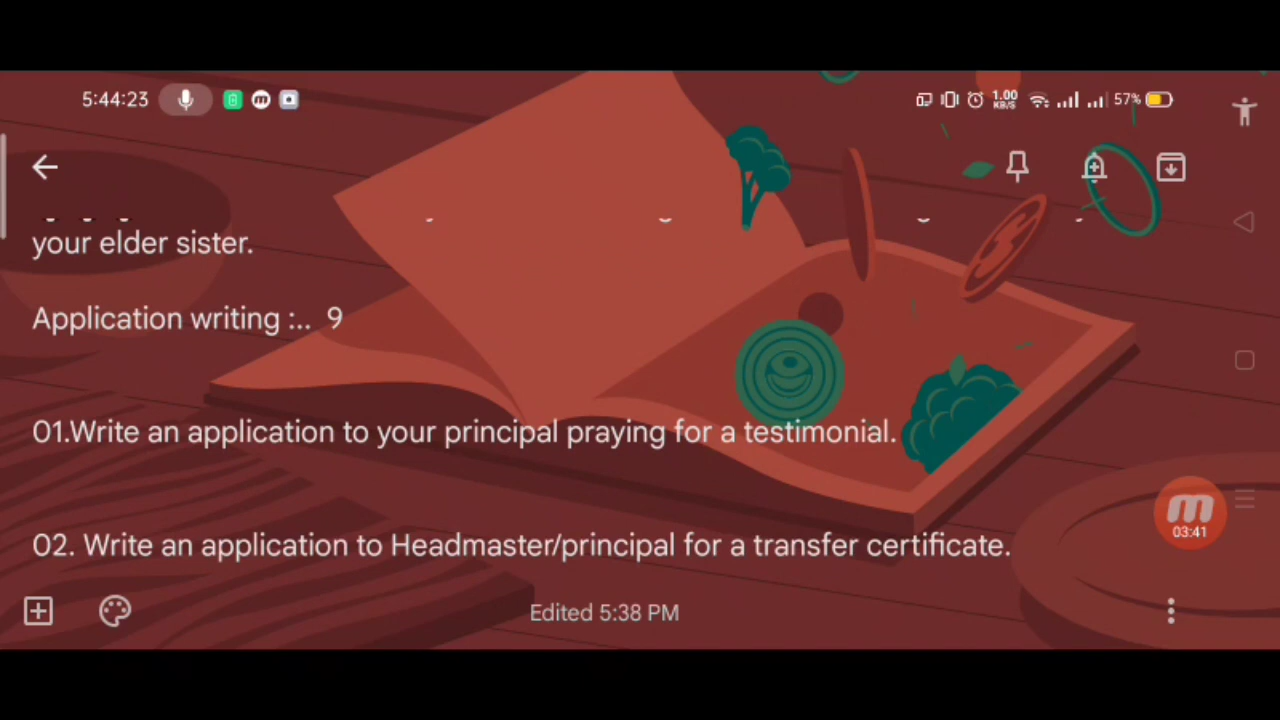 5:44:23 1.00 KB/S 57%
your elder sister.
Application writing :.. 9
01.Write an application to your principal praying for a testimonial.
02. Write an application to Headmaster/principal for a transfer certificate.
03:41
Edited 5:38 PM